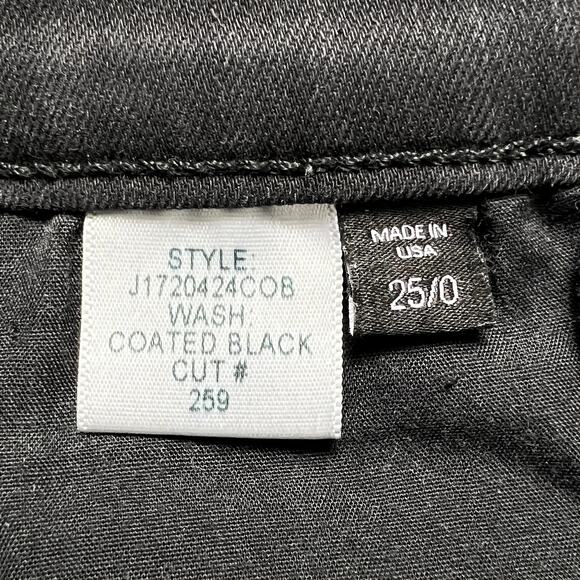 STYLE:
J1720424COB
WASH:
COATED BLACK
CUT #
259
MADE IN
USA
25/0